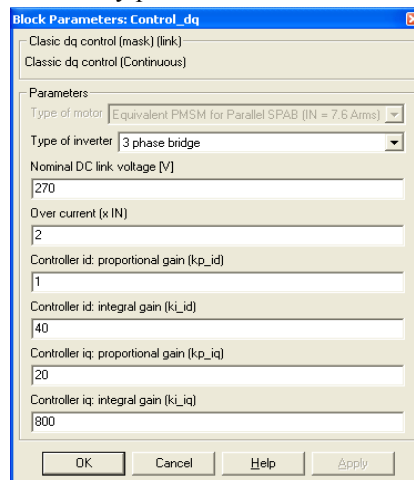 Block Parameters: Control_dq
Clasic dq control (mask) (link)
Classic dq control (Continuous)
Parameters
Type of motor Equivalent PMSM for Parallel SPAB (IN = 7.6 Arms)
Type of inverter 3 phase bridge
Nominal DC link voltage [V]
270
Over current (x IN)
2
Controller id: proportional gain (kp_id)
1
Controller id: integral gain (ki_id)
40
Controller iq: proportional gain (kp_iq)
20
Controller iq: integral gain (ki_iq)
800
OK Cancel Help Apply